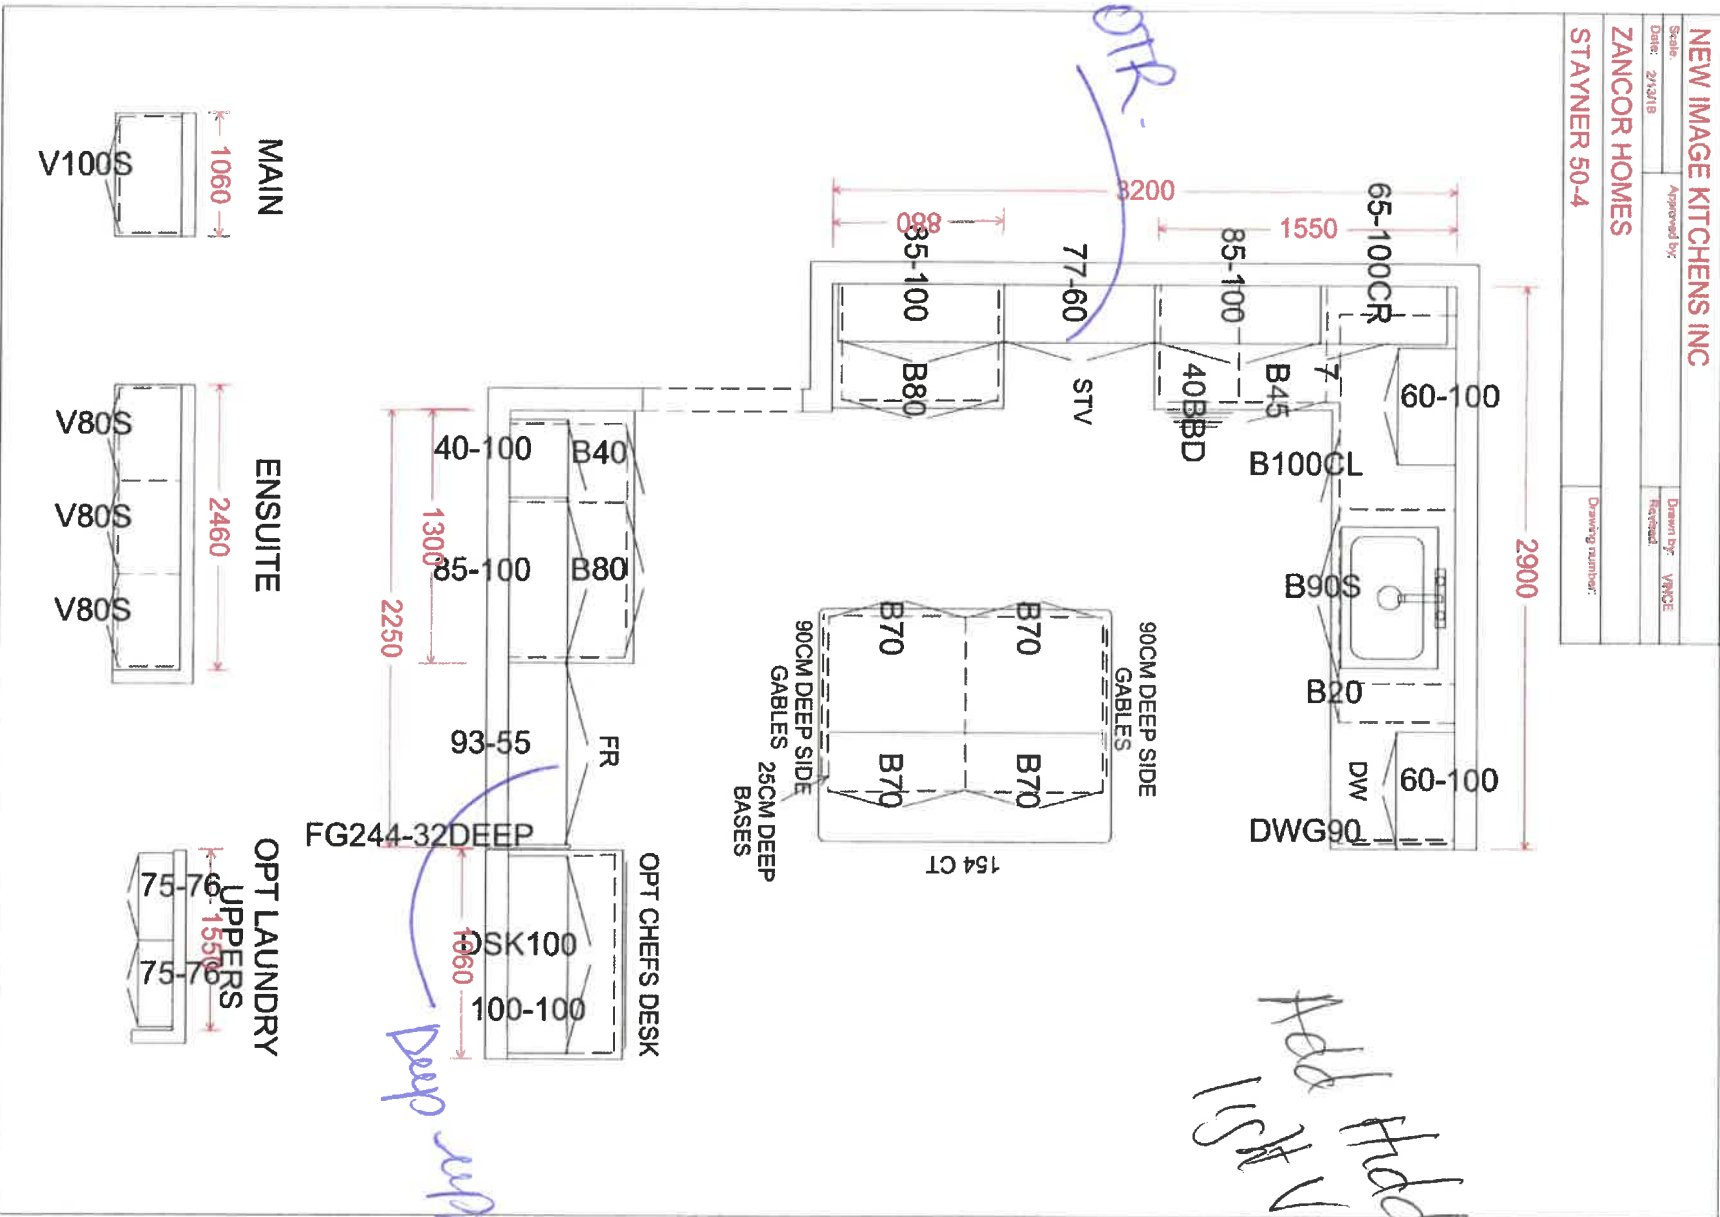 NEW IMAGE KITCHENS INC
Scale:
Approved by:
Drawn by: VINCE
Date: 2/13/18
Revised:
ZANCOR HOMES
STAYNER 50-4
Drawing number:
OTR.
3200
880
1550
85-100
77-60
85-100
65-100CR
B80
STV
40BBD
B45
7
60-100
B100CL
2900
B90S
B20
DW
60-100
DWG90
B70
B70
B70
B70
90CM DEEP SIDE
GABLES
90CM DEEP SIDE
GABLES
25CM DEEP
BASES
154 CT
40-100
B40
1300
85-100
B80
2250
93-55
FR
FG244-32DEEP
OPT CHEFS DESK
DSK100
1060
100-100
Deep
MAIN
1060
V100S
ENSUITE
2460
V80S
V80S
V80S
OPT LAUNDRY
UPPERS
1550
75-76
75-76
Add